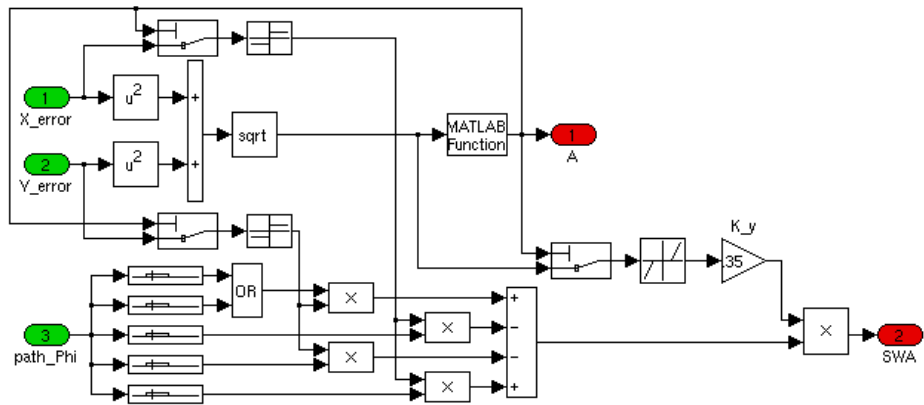 1
X_error
u²
+
+
sqrt
MATLAB
Function
1
A
2
Y_error
u²
K_y
.35
OR
×
+
×
−
3
path_Phi
×
−
×
+
×
2
SWA